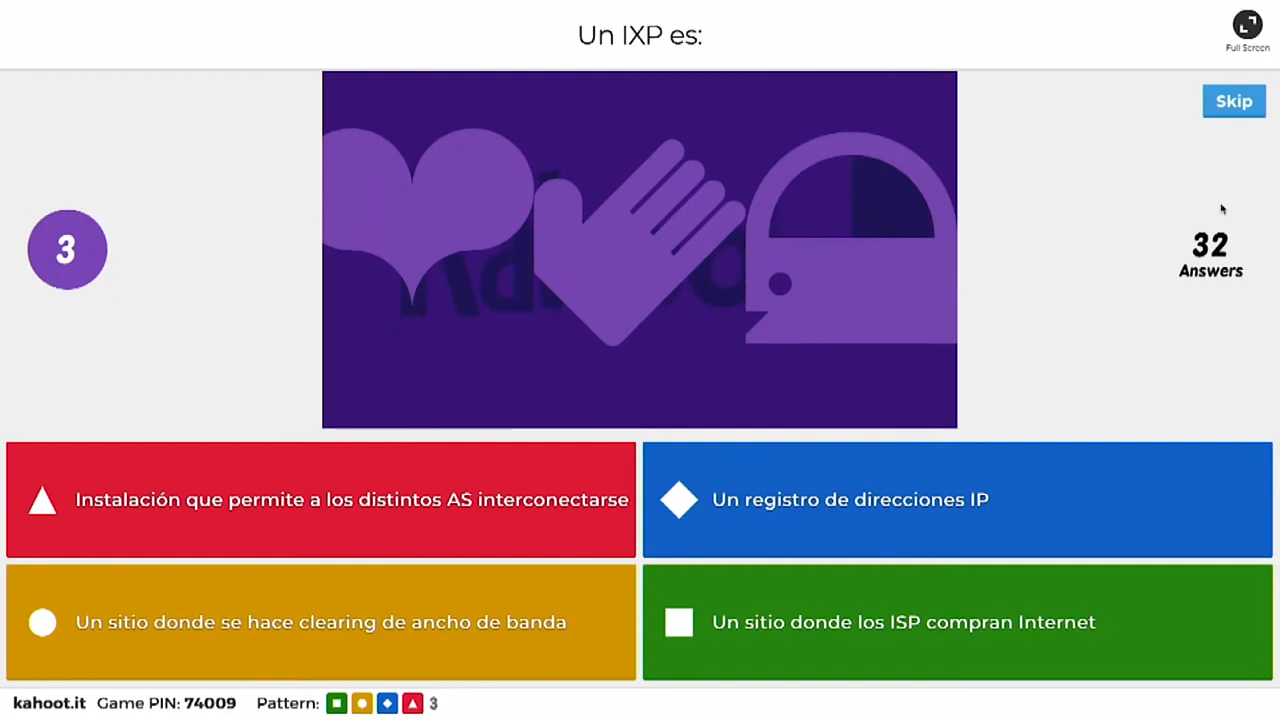 Un IXP es:
Full Screen
Skip
3
32
Answers
Instalación que permite a los distintos AS interconectarse
Un registro de direcciones IP
Un sitio donde se hace clearing de ancho de banda
Un sitio donde los ISP compran Internet
kahoot.it Game PIN: 74009 Pattern: 3